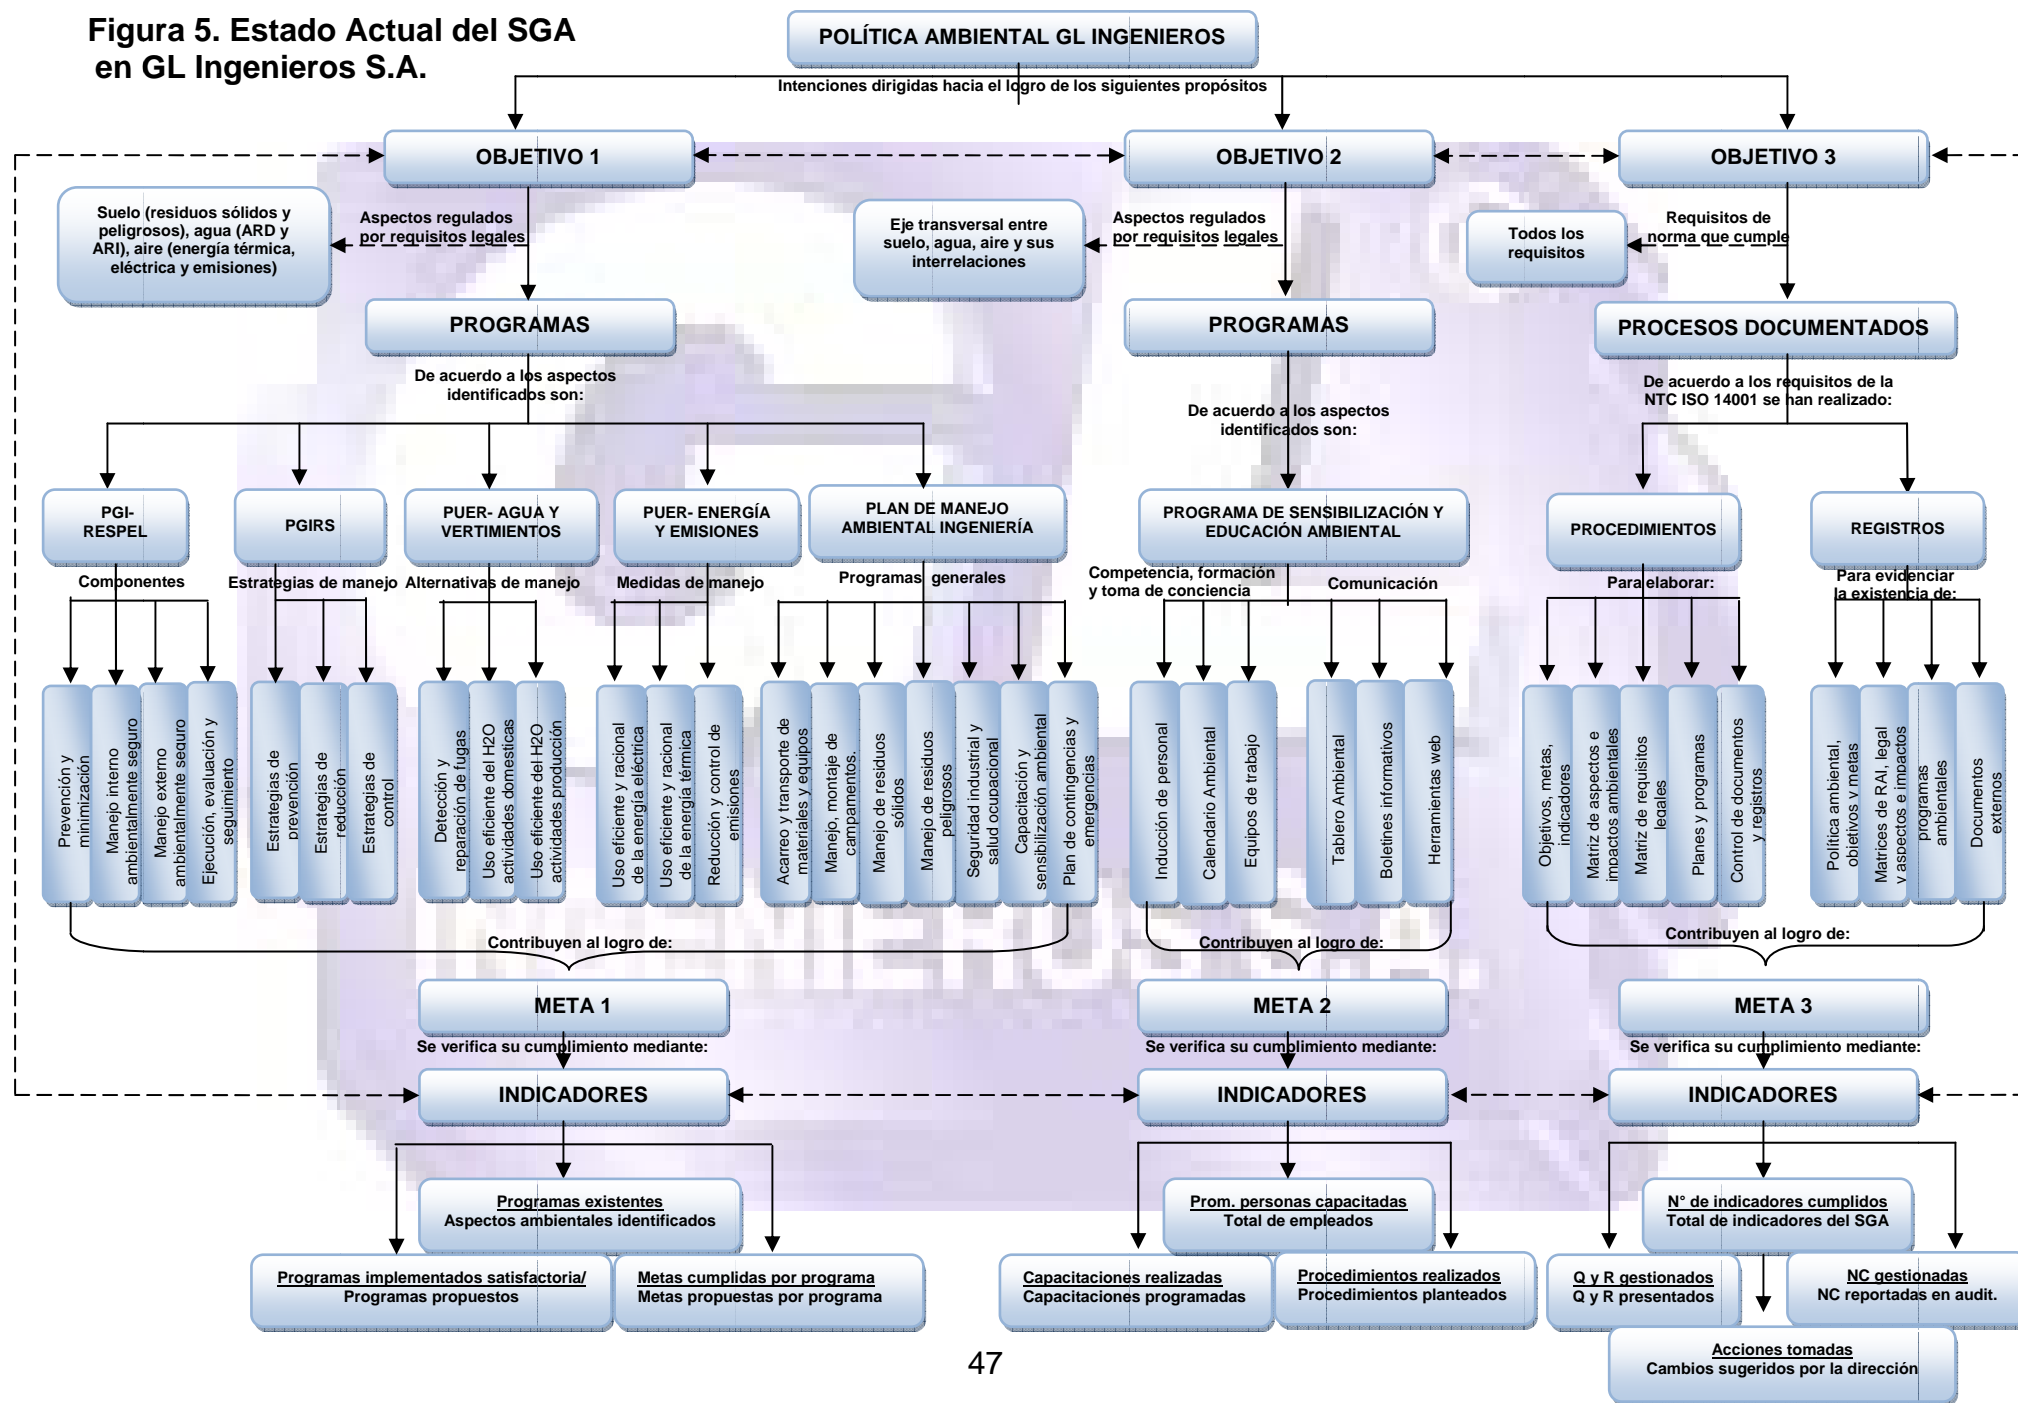 Figura 5. Estado Actual del SGA
en GL Ingenieros S.A.
POLÍTICA AMBIENTAL GL INGENIEROS
Intenciones dirigidas hacia el logro de los siguientes propósitos
OBJETIVO 1
OBJETIVO 2
OBJETIVO 3
Suelo (residuos sólidos y
peligrosos), agua (ARD y
ARI), aire (energía térmica,
eléctrica y emisiones)
Aspectos regulados
por requisitos legales
Eje transversal entre
suelo, agua, aire y sus
interrelaciones
Aspectos regulados
por requisitos legales
Todos los
requisitos
Requisitos de
norma que cumple
PROGRAMAS
PROGRAMAS
PROCESOS DOCUMENTADOS
De acuerdo a los aspectos
identificados son:
De acuerdo a los aspectos
identificados son:
De acuerdo a los requisitos de la
NTC ISO 14001 se han realizado:
PGI-
RESPEL
PGIRS
PUER- AGUA Y
VERTIMIENTOS
PUER- ENERGÍA
Y EMISIONES
PLAN DE MANEJO
AMBIENTAL INGENIERÍA
PROGRAMA DE SENSIBILIZACIÓN Y
EDUCACIÓN AMBIENTAL
PROCEDIMIENTOS
REGISTROS
Componentes
Estrategias de manejo
Alternativas de manejo
Medidas de manejo
Programas generales
Competencia, formación
y toma de conciencia
Comunicación
Para elaborar:
Para evidenciar
la existencia de:
Prevención y
minimización
Manejo interno
ambientalmente seguro
Manejo externo
ambientalmente seguro
Ejecución, evaluación y
seguimiento
Estrategias de
prevención
Estrategias de
reducción
Estrategias de
control
Detección y
reparación de fugas
Uso eficiente del H2O
actividades domesticas
Uso eficiente del H2O
actividades producción
Uso eficiente y racional
de la energía eléctrica
Uso eficiente y racional
de la energía térmica
Reducción y control de
emisiones
Acarreo y transporte de
materiales y equipos
Manejo, montaje de
campamentos.
Manejo de residuos
sólidos
Manejo de residuos
peligrosos
Seguridad industrial y
salud ocupacional
Capacitación y
sensibilización ambiental
Plan de contingencias y
emergencias
Inducción de personal
Calendario Ambiental
Equipos de trabajo
Tablero Ambiental
Boletines informativos
Herramientas web
Objetivos, metas,
indicadores
Matriz de aspectos e
impactos ambientales
Matriz de requisitos
legales
Planes y programas
Control de documentos
y registros
Política ambiental,
objetivos y metas
Matrices de RAI, legal
y aspectos e impactos
programas
ambientales
Documentos
externos
Contribuyen al logro de:
Contribuyen al logro de:
Contribuyen al logro de:
META 1
META 2
META 3
Se verifica su cumplimiento mediante:
Se verifica su cumplimiento mediante:
Se verifica su cumplimiento mediante:
INDICADORES
INDICADORES
INDICADORES
Programas existentes
Aspectos ambientales identificados
Prom. personas capacitadas
Total de empleados
N° de indicadores cumplidos
Total de indicadores del SGA
Programas implementados satisfactoria/
Programas propuestos
Metas cumplidas por programa
Metas propuestas por programa
Capacitaciones realizadas
Capacitaciones programadas
Procedimientos realizados
Procedimientos planteados
Q y R gestionados
Q y R presentados
NC gestionadas
NC reportadas en audit.
Acciones tomadas
Cambios sugeridos por la dirección
47